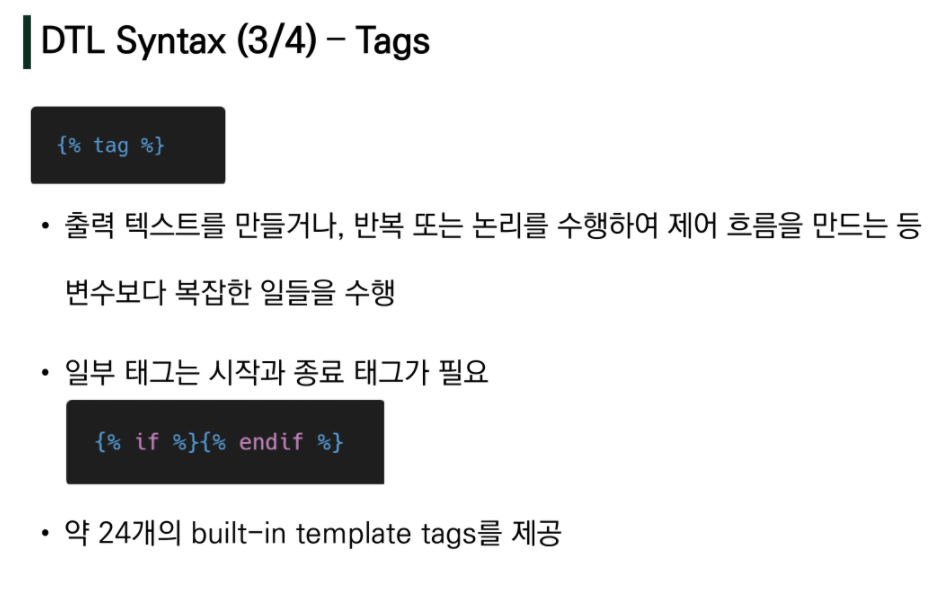 DTL Syntax (3/4) – Tags
{% tag %}
• 출력 텍스트를 만들거나, 반복 또는 논리를 수행하여 제어 흐름을 만드는 등
변수보다 복잡한 일들을 수행
• 일부 태그는 시작과 종료 태그가 필요
{% if %}{% endif %}
• 약 24개의 built-in template tags를 제공